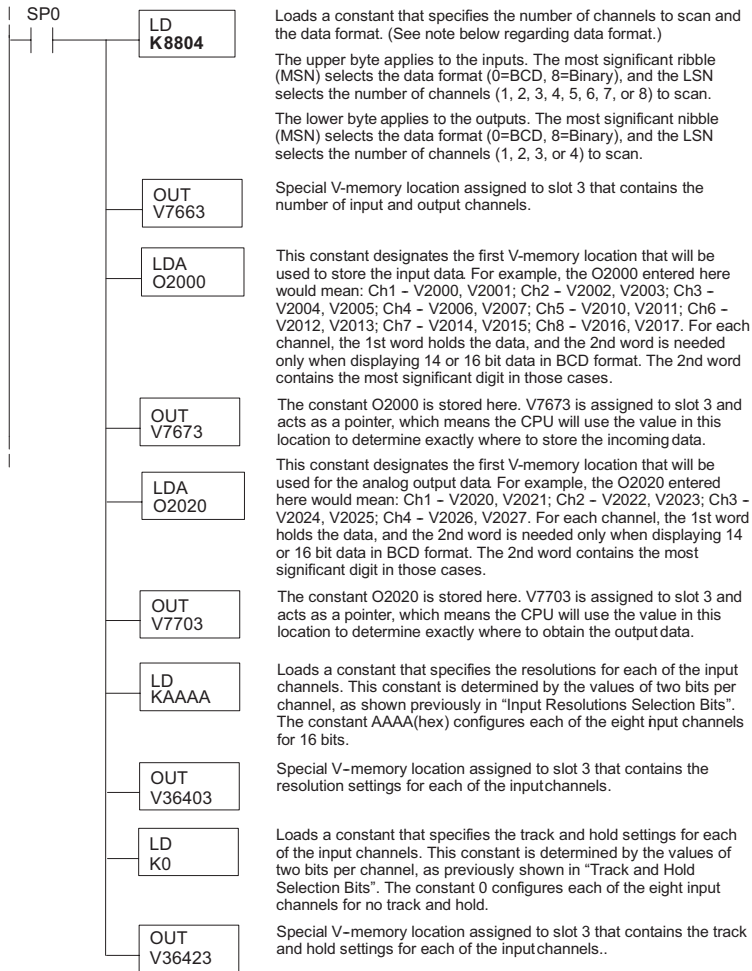 SP0
LD
K8804
Loads a constant that specifies the number of channels to scan and
the data format. (See note below regarding data format.)
The upper byte applies to the inputs. The most significant ribble
(MSN) selects the data format (0=BCD, 8=Binary), and the LSN
selects the number of channels (1, 2, 3, 4, 5, 6, 7, or 8) to scan.
The lower byte applies to the outputs. The most significant nibble
(MSN) selects the data format (0=BCD, 8=Binary), and the LSN
selects the number of channels (1, 2, 3, or 4) to scan.
OUT
V7663
Special V-memory location assigned to slot 3 that contains the
number of input and output channels.
LDA
O2000
This constant designates the first V-memory location that will be
used to store the input data. For example, the O2000 entered here
would mean: Ch1 – V2000, V2001; Ch2 – V2002, V2003; Ch3 –
V2004, V2005; Ch4 – V2006, V2007; Ch5 – V2010, V2011; Ch6 –
V2012, V2013; Ch7 – V2014, V2015; Ch8 – V2016, V2017. For each
channel, the 1st word holds the data, and the 2nd word is needed
only when displaying 14 or 16 bit data in BCD format. The 2nd word
contains the most significant digit in those cases.
OUT
V7673
The constant O2000 is stored here. V7673 is assigned to slot 3 and
acts as a pointer, which means the CPU will use the value in this
location to determine exactly where to store the incoming data.
LDA
O2020
This constant designates the first V-memory location that will be
used for the analog output data. For example, the O2020 entered
here would mean: Ch1 – V2020, V2021; Ch2 – V2022, V2023; Ch3 –
V2024, V2025; Ch4 – V2026, V2027. For each channel, the 1st word
holds the data, and the 2nd word is needed only when displaying 14
or 16 bit data in BCD format. The 2nd word contains the most
significant digit in those cases.
OUT
V7703
The constant O2020 is stored here. V7703 is assigned to slot 3 and
acts as a pointer, which means the CPU will use the value in this
location to determine exactly where to obtain the output data.
LD
KAAAA
Loads a constant that specifies the resolutions for each of the input
channels. This constant is determined by the values of two bits per
channel, as shown previously in “Input Resolutions Selection Bits”.
The constant AAAA(hex) configures each of the eight input channels
for 16 bits.
OUT
V36403
Special V–memory location assigned to slot 3 that contains the
resolution settings for each of the input channels.
LD
K0
Loads a constant that specifies the track and hold settings for each
of the input channels. This constant is determined by the values of
two bits per channel, as previously shown in “Track and Hold
Selection Bits”. The constant 0 configures each of the eight input
channels for no track and hold.
OUT
V36423
Special V–memory location assigned to slot 3 that contains the track
and hold settings for each of the input channels..